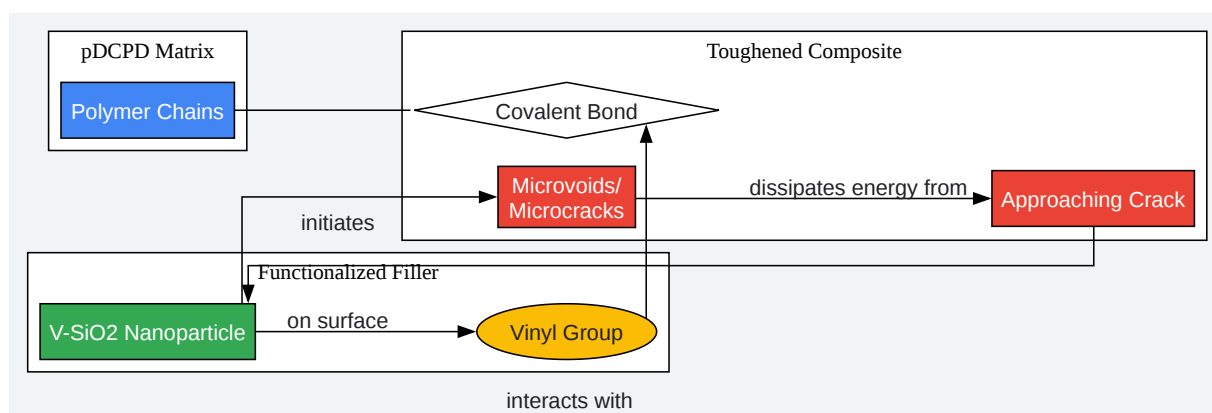 pDCPD Matrix
Toughened Composite
Polymer Chains
Covalent Bond
Microvoids/
Microcracks
dissipates energy from
Approaching Crack
initiates
Functionalized Filler
V-SiO2 Nanoparticle
on surface
Vinyl Group
interacts with